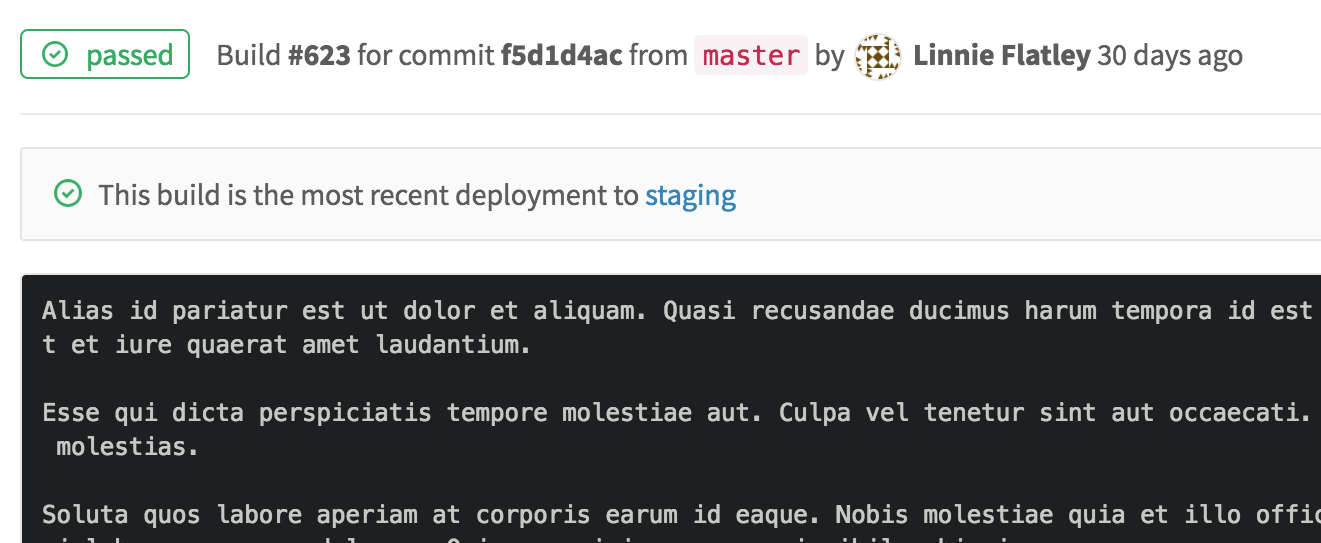 passed Build #623 for commit f5d1d4ac from master by Linnie Flatley 30 days ago
This build is the most recent deployment to staging
Alias id pariatur est ut dolor et aliquam. Quasi recusandae ducimus harum tempora id est
t et iure quaerat amet laudantium.
Esse qui dicta perspiciatis tempore molestiae aut. Culpa vel tenetur sint aut occaecati.
molestias.
Soluta quos labore aperiam at corporis earum id eaque. Nobis molestiae quia et illo offic